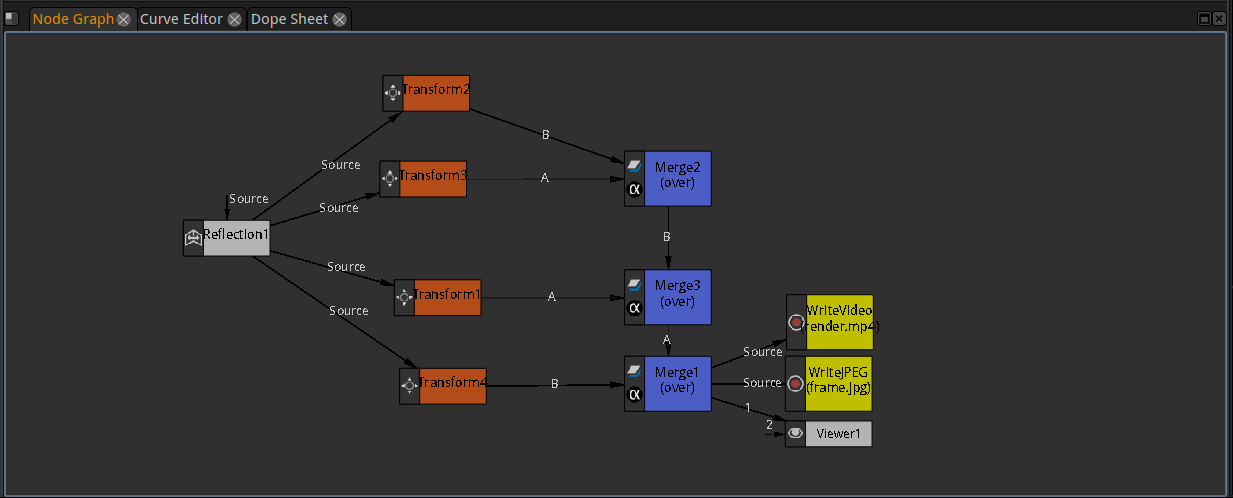 Node Graph
Curve Editor
Dope Sheet
Transform2
B
Source
Transform3
A
Merge2
(over)
Source
Source
Reflection1
B
Source
Transform1
A
Merge3
(over)
Source
A
WriteVideo
(render.mp4)
Source
Transform4
B
Merge1
(over)
Source
WriteJPEG
(frame.jpg)
1
2
Viewer1